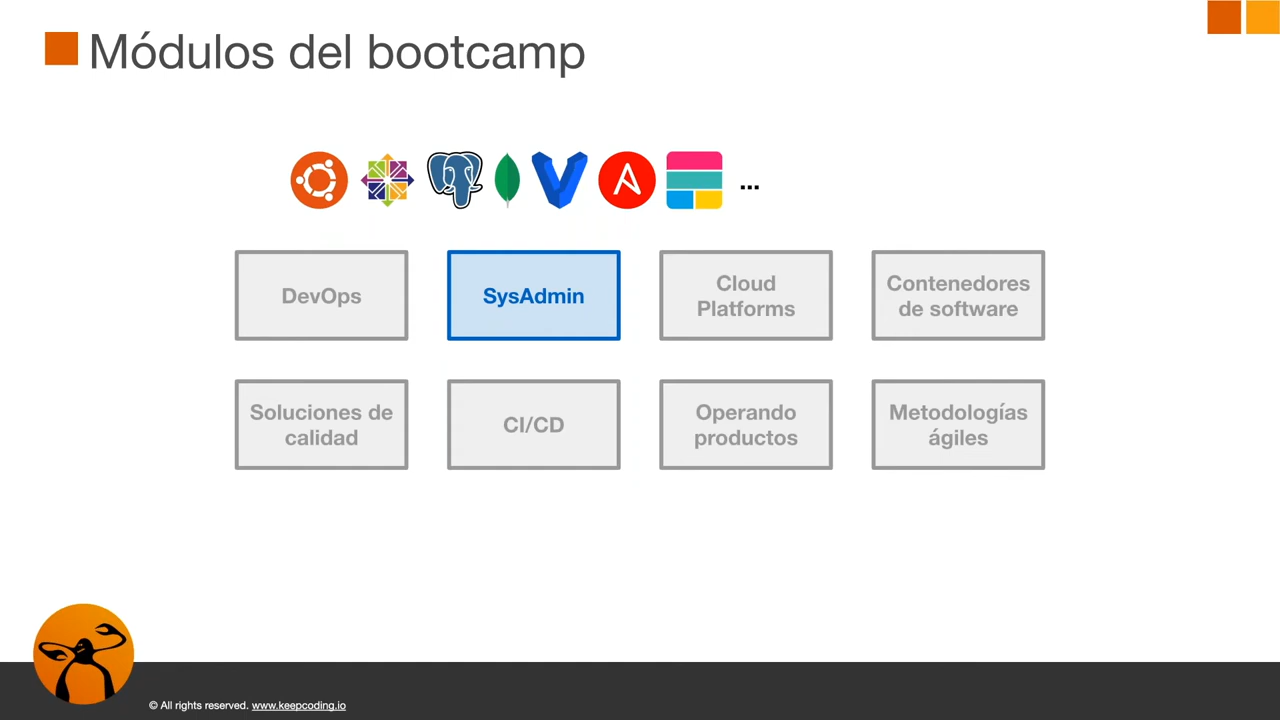 Módulos del bootcamp
...
DevOps
SysAdmin
Cloud
Platforms
Contenedores
de software
Soluciones de
calidad
CI/CD
Operando
productos
Metodologías
ágiles
© All rights reserved. www.keepcoding.io